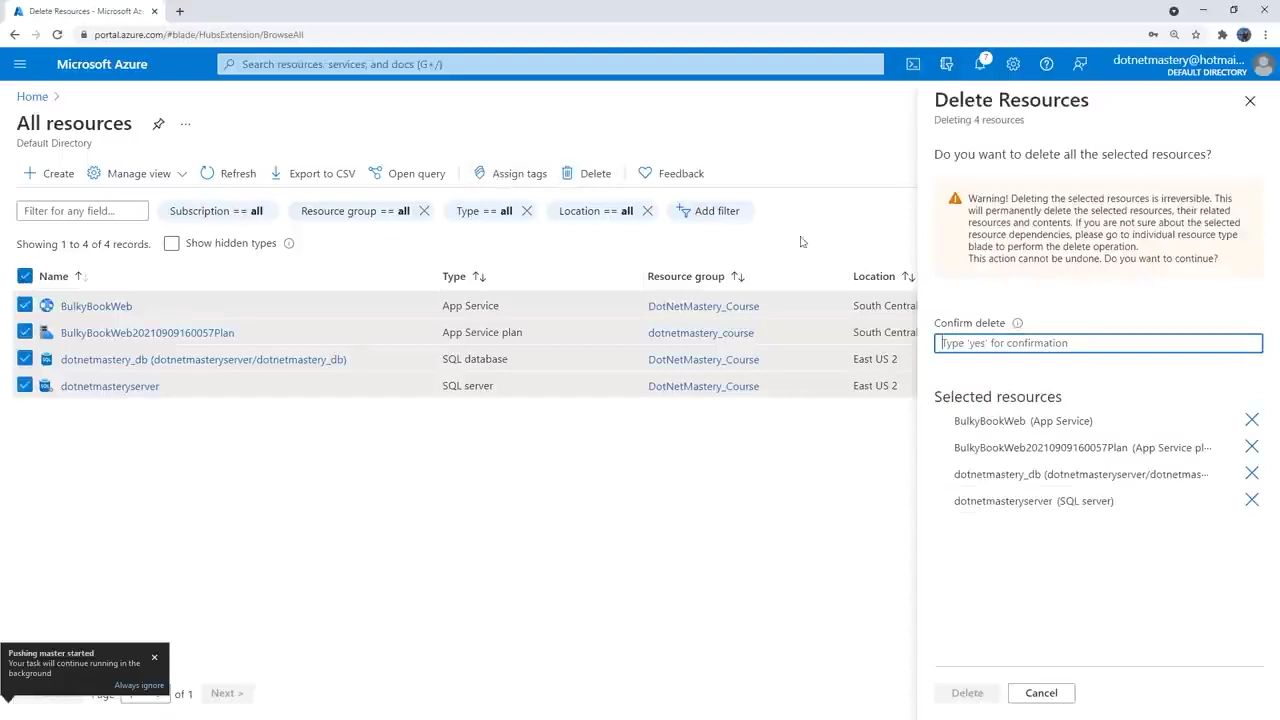 Delete Resources - Microsoft Azur
portal.azure.com/#blade/HubsExtension/BrowseAll
Microsoft Azure
Search resources, services, and docs (G+/)
7
dotnetmastery@hotmai...
DEFAULT DIRECTORY
Home >
All resources
...
Default Directory
Create
Manage view
Refresh
Export to CSV
Open query
Assign tags
Delete
Feedback
Filter for any field...
Subscription == all
Resource group == all
Type == all
Location == all
Add filter
Showing 1 to 4 of 4 records.
Show hidden types
Name Type Resource group Location
BulkyBookWeb App Service DotNetMastery_Course South Central
BulkyBookWeb20210909160057Plan App Service plan dotnetmastery_course South Central
dotnetmastery_db (dotnetmasteryserver/dotnetmastery_db) SQL database DotNetMastery_Course East US 2
dotnetmasteryserver SQL server DotNetMastery_Course East US 2
Pushing master started
Your task will continue running in the
background
Always ignore
Page 1 of 1 Next >
Delete Resources
Deleting 4 resources
Do you want to delete all the selected resources?
Warning! Deleting the selected resources is irreversible. This
will permanently delete the selected resources, their related
resources and contents. If you are not sure about the selected
resource dependencies, please go to individual resource type
blade to perform the delete operation.
This action cannot be undone. Do you want to continue?
Confirm delete
Type 'yes' for confirmation
Selected resources
BulkyBookWeb (App Service)
BulkyBookWeb20210909160057Plan (App Service pl...
dotnetmastery_db (dotnetmasteryserver/dotnetmas...
dotnetmasteryserver (SQL server)
Delete
Cancel